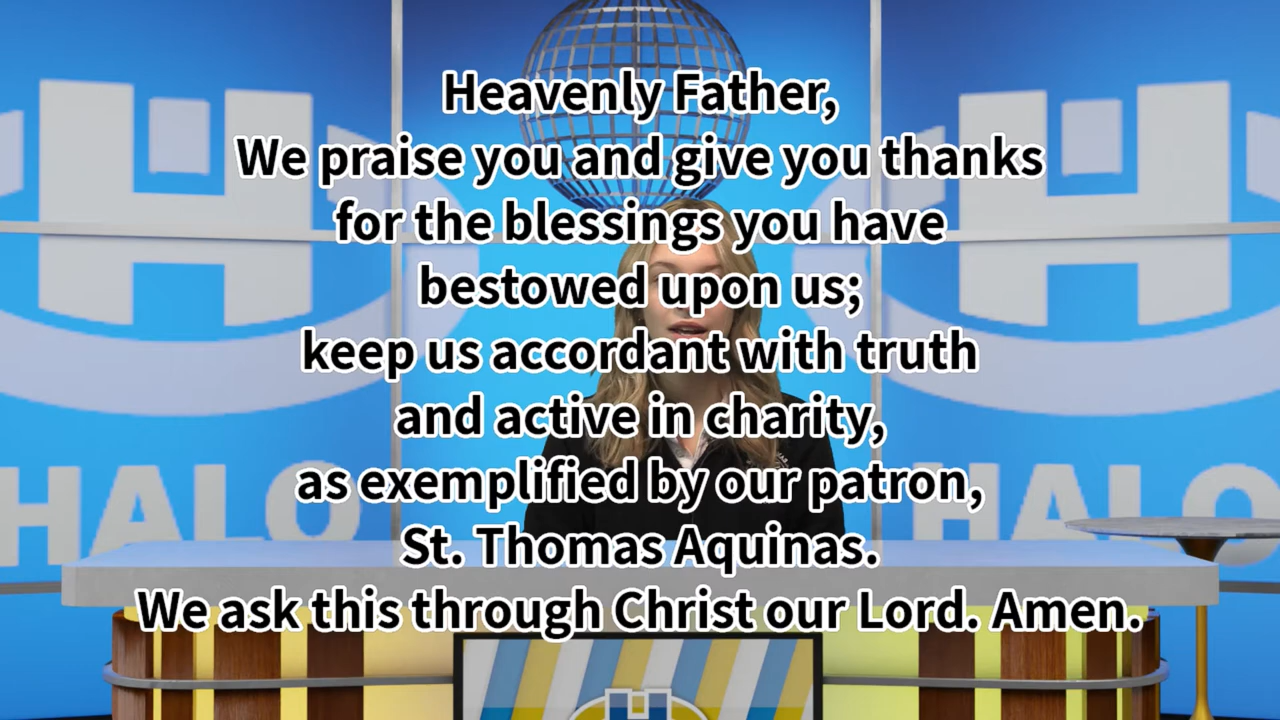 Heavenly Father,
We praise you and give you thanks
for the blessings you have
bestowed upon us;
keep us accordant with truth
and active in charity,
as exemplified by our patron,
St. Thomas Aquinas.
We ask this through Christ our Lord. Amen.
H
H
HALO
HALO
H